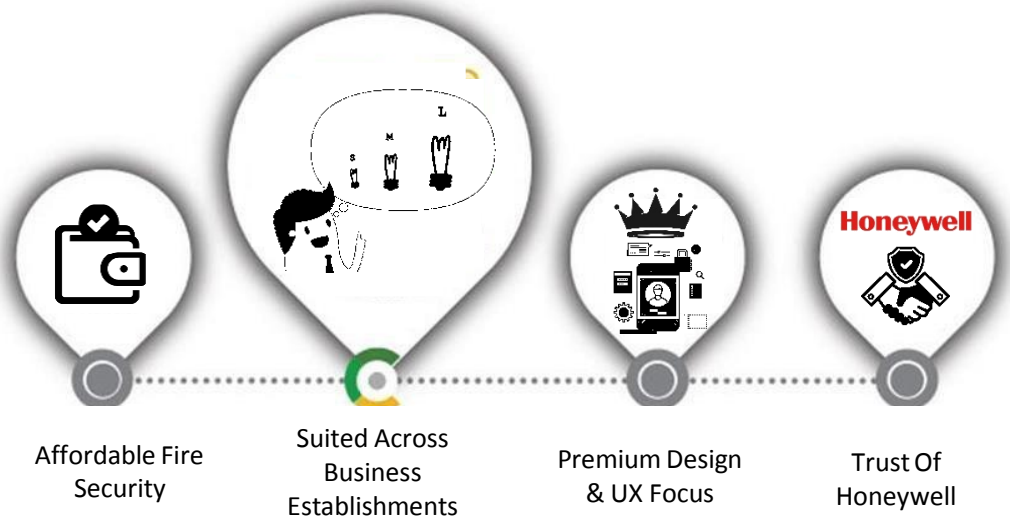 L
M
S
Honeywell
Affordable Fire
Security
Suited Across
Business
Establishments
Premium Design
& UX Focus
Trust Of
Honeywell